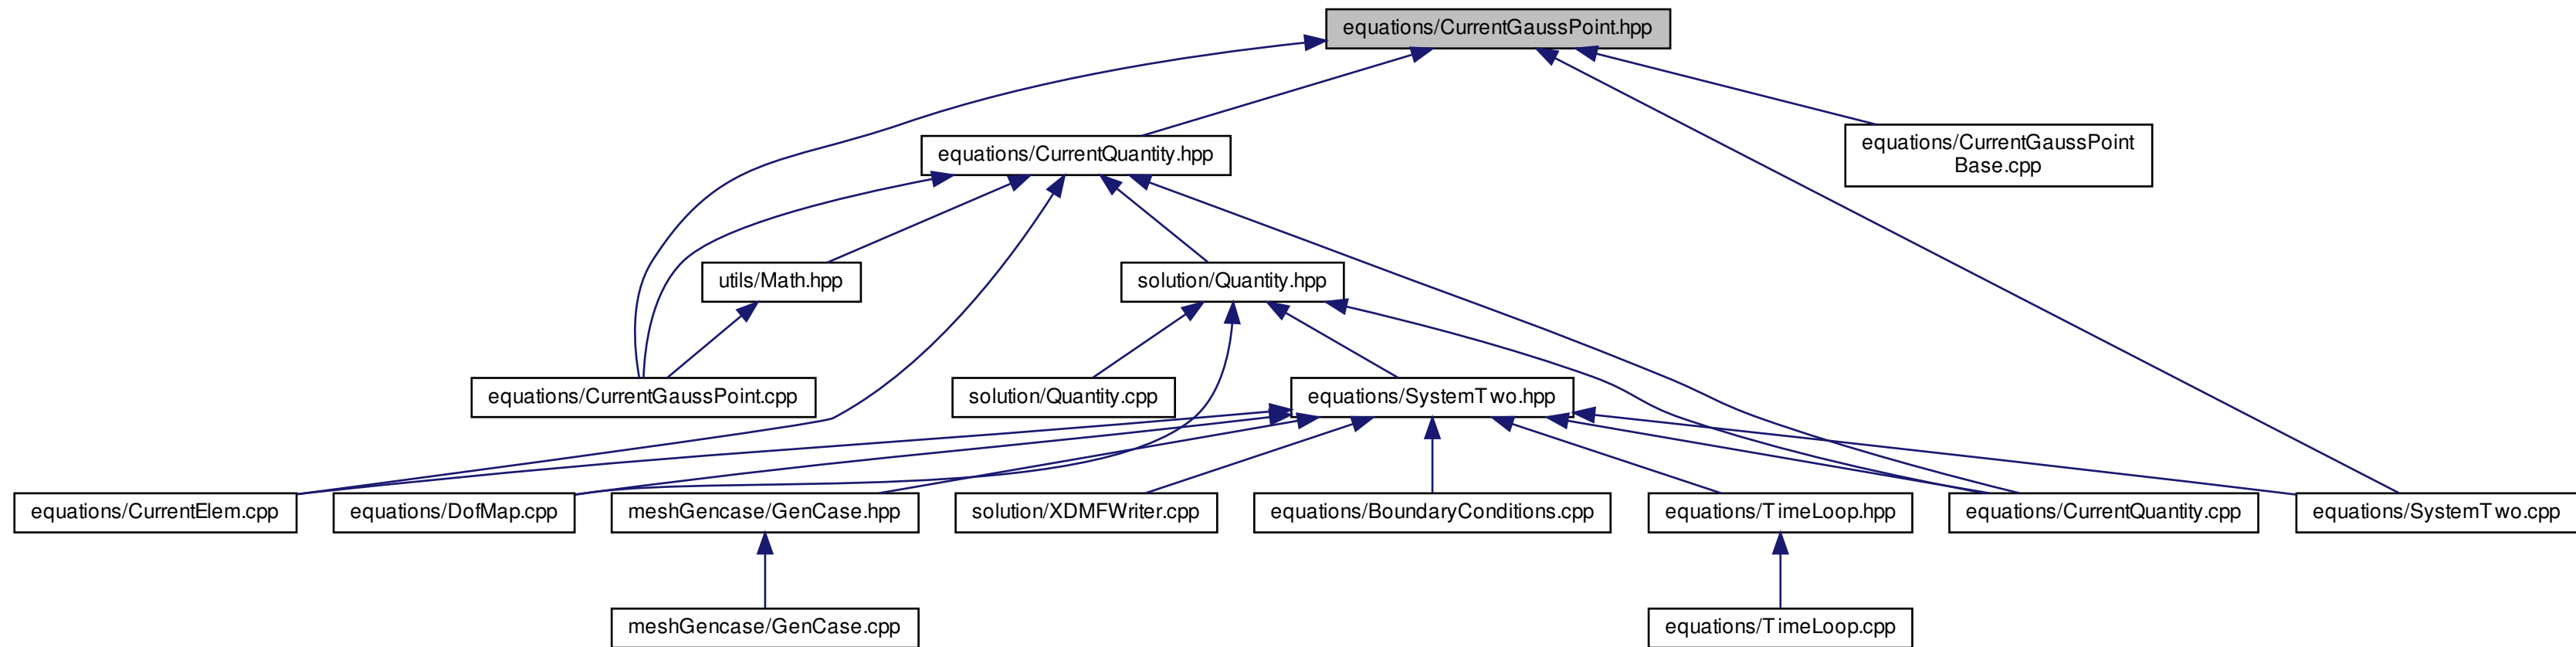 equations/CurrentGaussPoint.hpp
equations/CurrentQuantity.hpp
equations/CurrentGaussPoint
Base.cpp
utils/Math.hpp
solution/Quantity.hpp
equations/CurrentGaussPoint.cpp
solution/Quantity.cpp
equations/SystemTwo.hpp
equations/CurrentElem.cpp
equations/DofMap.cpp
meshGencase/GenCase.hpp
solution/XDMFWriter.cpp
equations/BoundaryConditions.cpp
equations/TimeLoop.hpp
equations/CurrentQuantity.cpp
equations/SystemTwo.cpp
meshGencase/GenCase.cpp
equations/TimeLoop.cpp